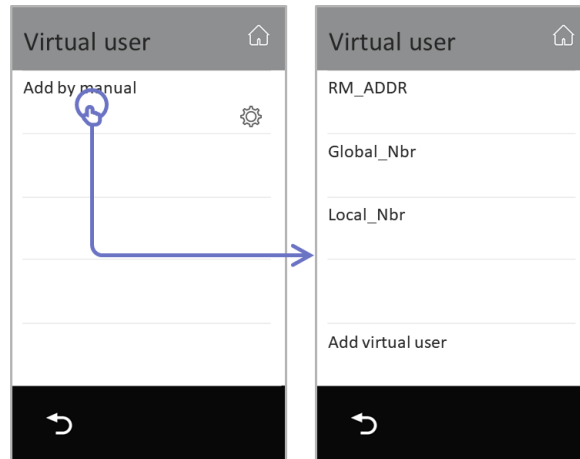 Virtual user
Add by manual
Virtual user
RM_ADDR
Global_Nbr
Local_Nbr
Add virtual user